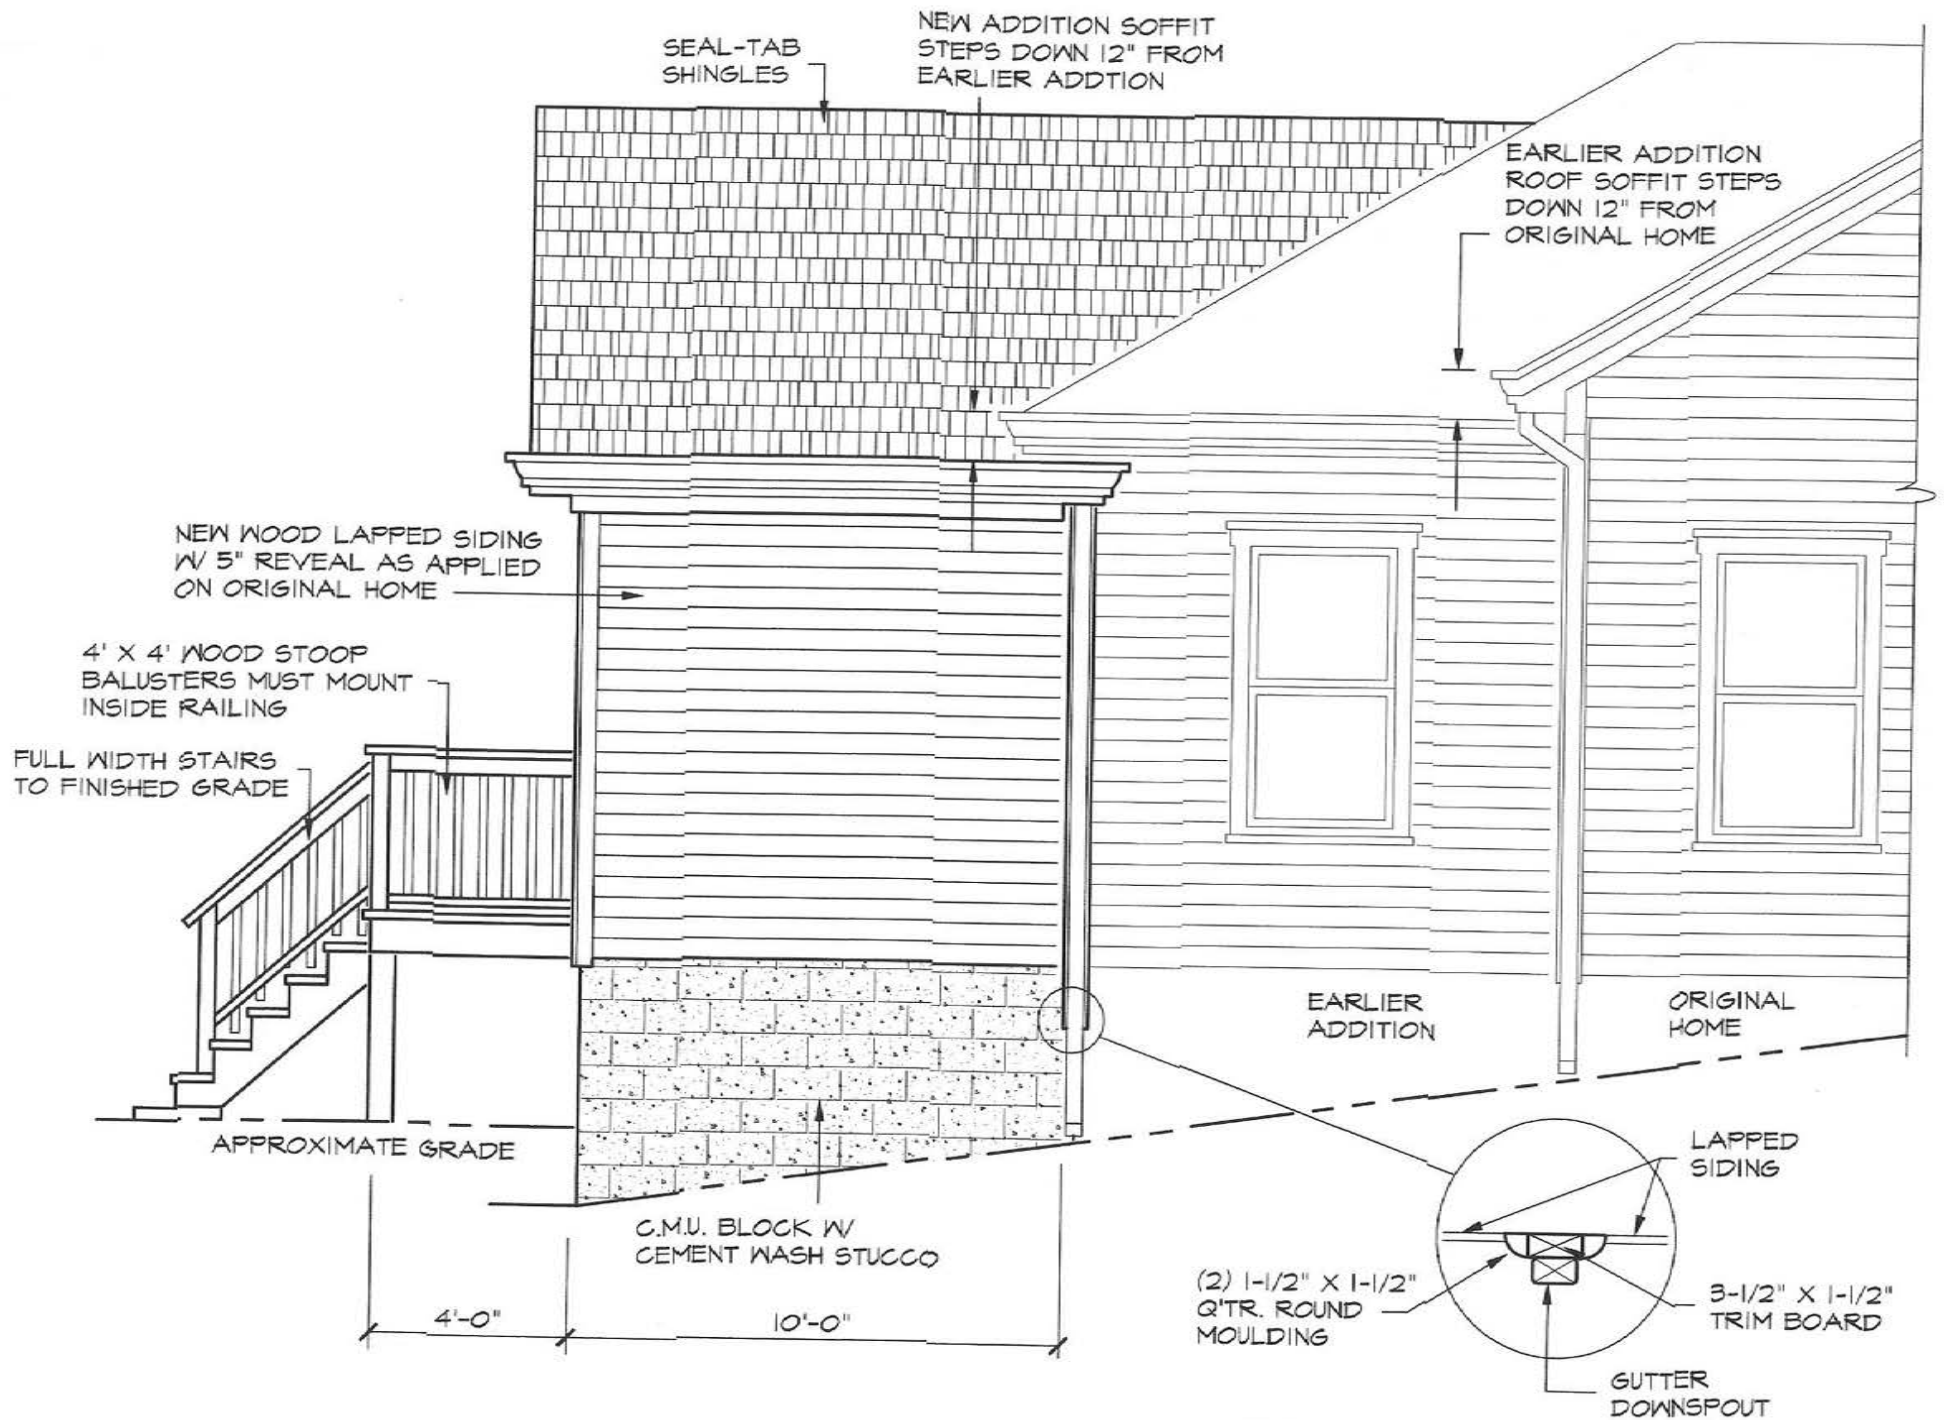 SEAL-TAB
SHINGLES
NEW ADDITION SOFFIT
STEPS DOWN 12" FROM
EARLIER ADDTION
EARLIER ADDITION
ROOF SOFFIT STEPS
DOWN 12" FROM
ORIGINAL HOME
NEW WOOD LAPPED SIDING
W/ 5" REVEAL AS APPLIED
ON ORIGINAL HOME
4' X 4' WOOD STOOP
BALUSTERS MUST MOUNT
INSIDE RAILING
FULL WIDTH STAIRS
TO FINISHED GRADE
EARLIER
ADDITION
ORIGINAL
HOME
APPROXIMATE GRADE
C.M.U. BLOCK W/
CEMENT WASH STUCCO
4'-0"
10'-0"
LAPPED
SIDING
(2) 1-1/2" X 1-1/2"
Q'TR. ROUND
MOULDING
3-1/2" X 1-1/2"
TRIM BOARD
GUTTER
DOWNSPOUT